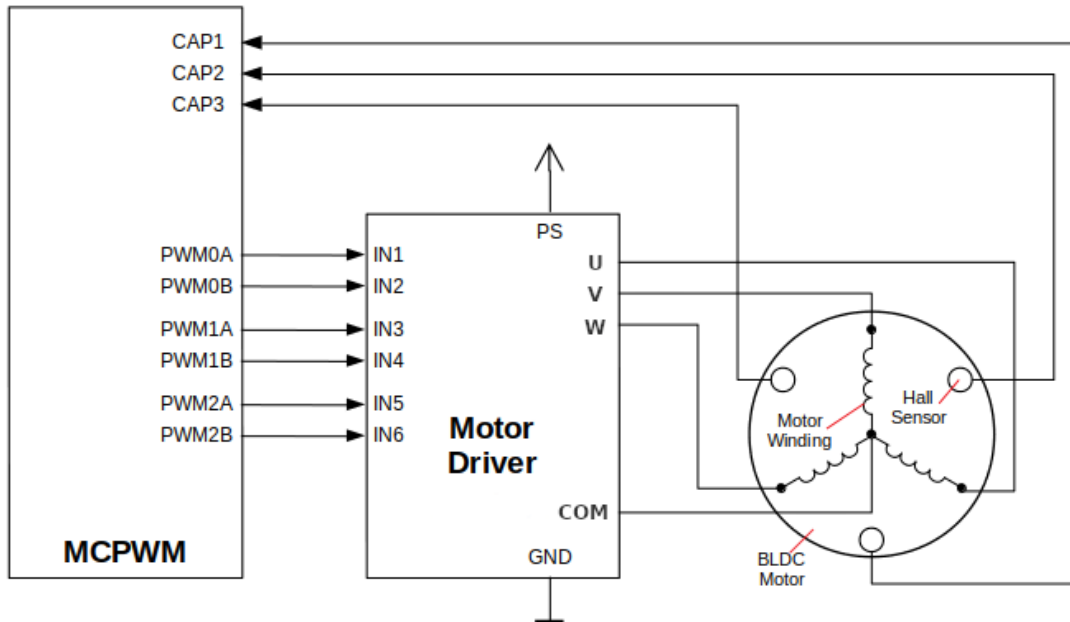 CAP1
CAP2
CAP3
PWM0A
PWM0B
PWM1A
PWM1B
PWM2A
PWM2B
MCPWM
PS
IN1
IN2
IN3
IN4
IN5
IN6
U
V
W
Motor
Driver
COM
GND
Hall
Sensor
Motor
Winding
BLDC
Motor